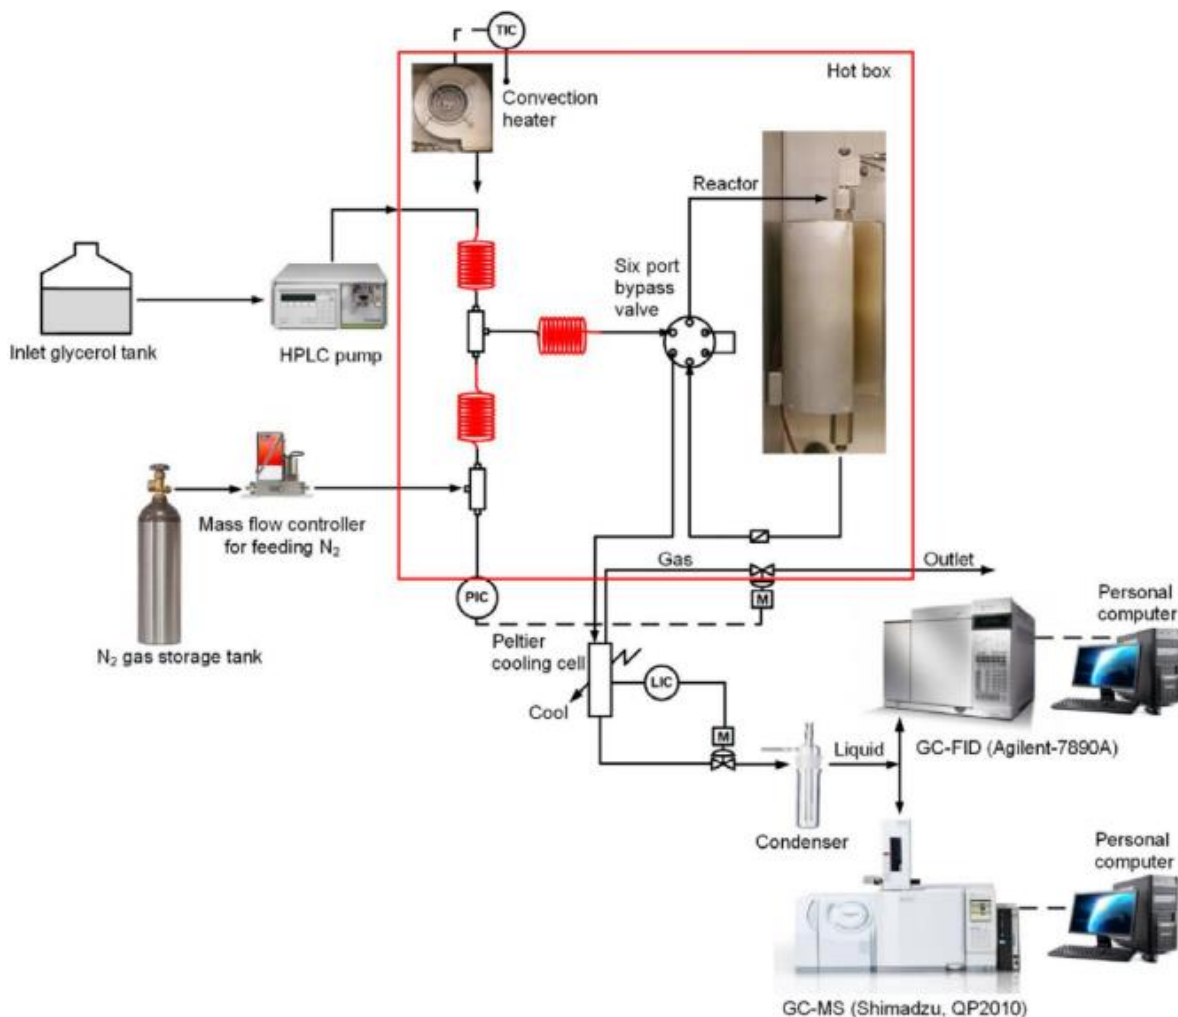 TIC
Hot box
Convection
heater
Reactor
Six port
bypass
valve
Inlet glycerol tank
HPLC pump
Mass flow controller
for feeding N₂
N₂ gas storage tank
Gas
Outlet
PIC
M
Personal
computer
Peltier
cooling cell
LIC
Cool
M
Liquid
GC-FID (Agilent-7890A)
Condenser
Personal
computer
GC-MS (Shimadzu, QP2010)